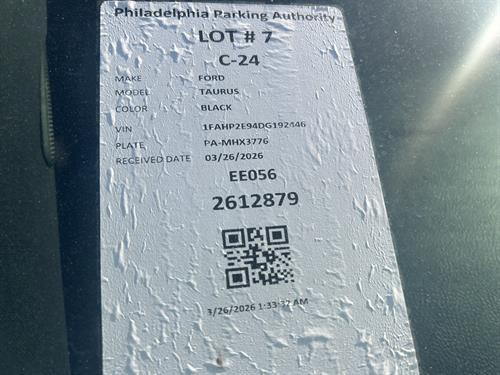 Philadelphia Parking Authority
LOT # 7
C-24
MAKE FORD
MODEL TAURUS
COLOR BLACK
VIN 1FAHP2E94DG192446
PLATE PA-MHX3776
RECEIVED DATE 03/26/2026
EE056
2612879
3/26/2026 1:33:32 AM